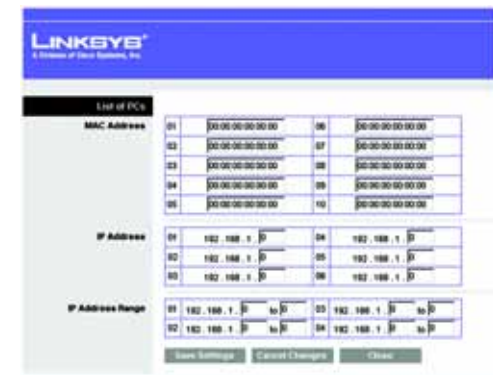 LINKSYS®
A Division of Cisco Systems, Inc.
List of PCs
MAC Address
01 00:00:00:00:00:00 06 00:00:00:00:00:00
02 00:00:00:00:00:00 07 00:00:00:00:00:00
03 00:00:00:00:00:00 08 00:00:00:00:00:00
04 00:00:00:00:00:00 09 00:00:00:00:00:00
05 00:00:00:00:00:00 10 00:00:00:00:00:00
IP Address
01 192 . 168 . 1 . 0 04 192 . 168 . 1 . 0
02 192 . 168 . 1 . 0 05 192 . 168 . 1 . 0
03 192 . 168 . 1 . 0 06 192 . 168 . 1 . 0
IP Address Range
01 192 . 168 . 1 . 0 to 0 03 192 . 168 . 1 . 0 to 0
02 192 . 168 . 1 . 0 to 0 04 192 . 168 . 1 . 0 to 0
Save Settings Cancel Changes Close